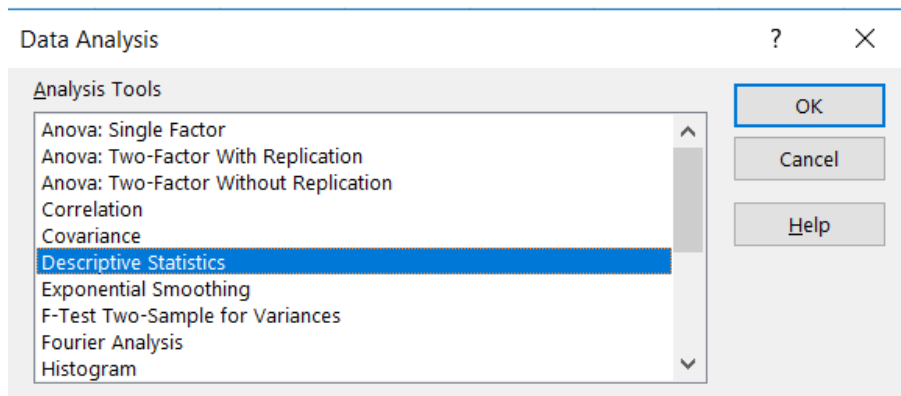 Data Analysis ?
Analysis Tools
Anova: Single Factor
Anova: Two-Factor With Replication
Anova: Two-Factor Without Replication
Correlation
Covariance
Descriptive Statistics
Exponential Smoothing
F-Test Two-Sample for Variances
Fourier Analysis
Histogram
OK
Cancel
Help